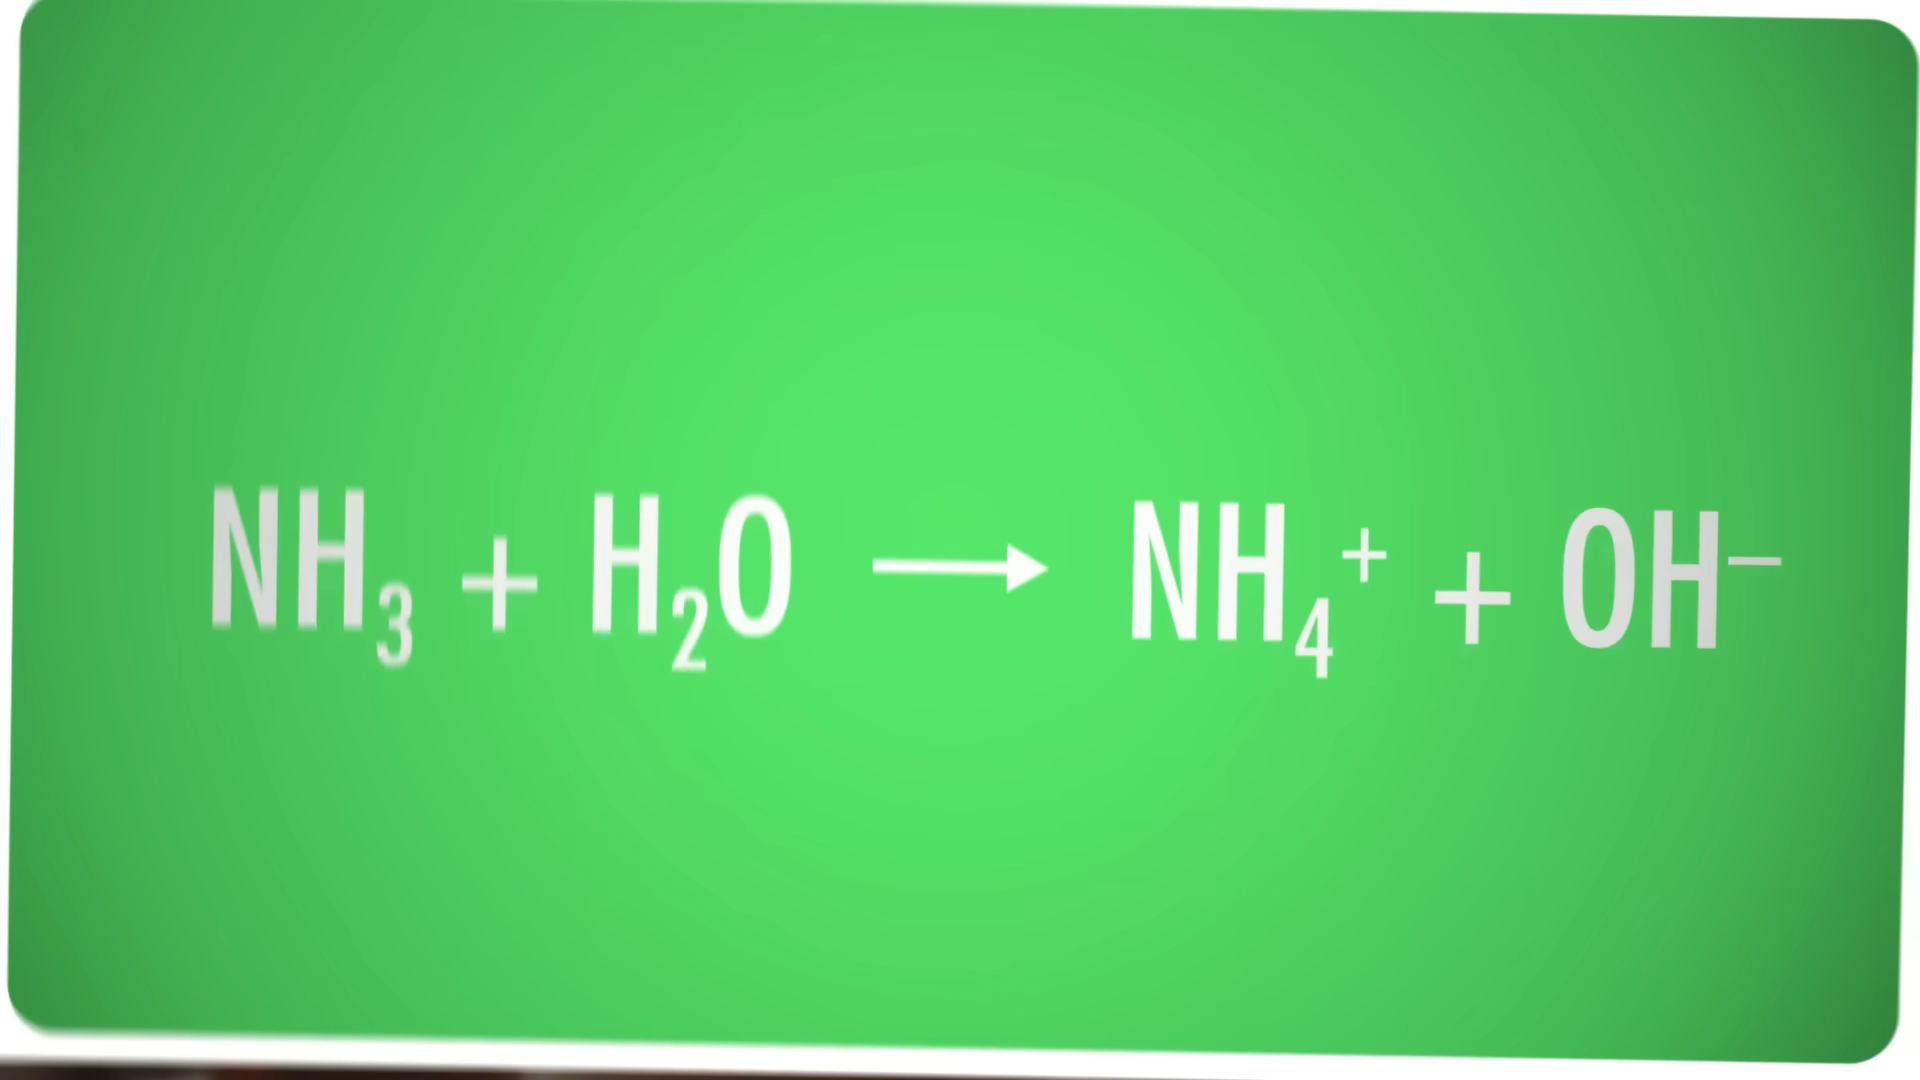 NH₃ + H₂O → NH₄⁺ + OH⁻